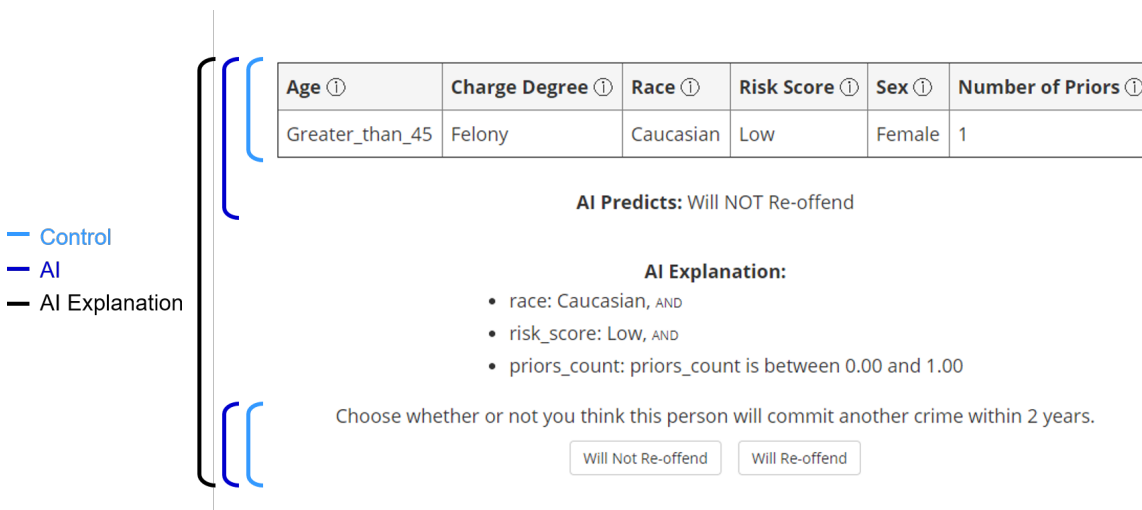 Age ⓘ Charge Degree ⓘ Race ⓘ Risk Score ⓘ Sex ⓘ Number of Priors ⓘ
Greater_than_45 Felony Caucasian Low Female 1
AI Predicts: Will NOT Re-offend
Control
AI
AI Explanation
AI Explanation:
• race: Caucasian, AND
• risk_score: Low, AND
• priors_count: priors_count is between 0.00 and 1.00
Choose whether or not you think this person will commit another crime within 2 years.
Will Not Re-offend Will Re-offend